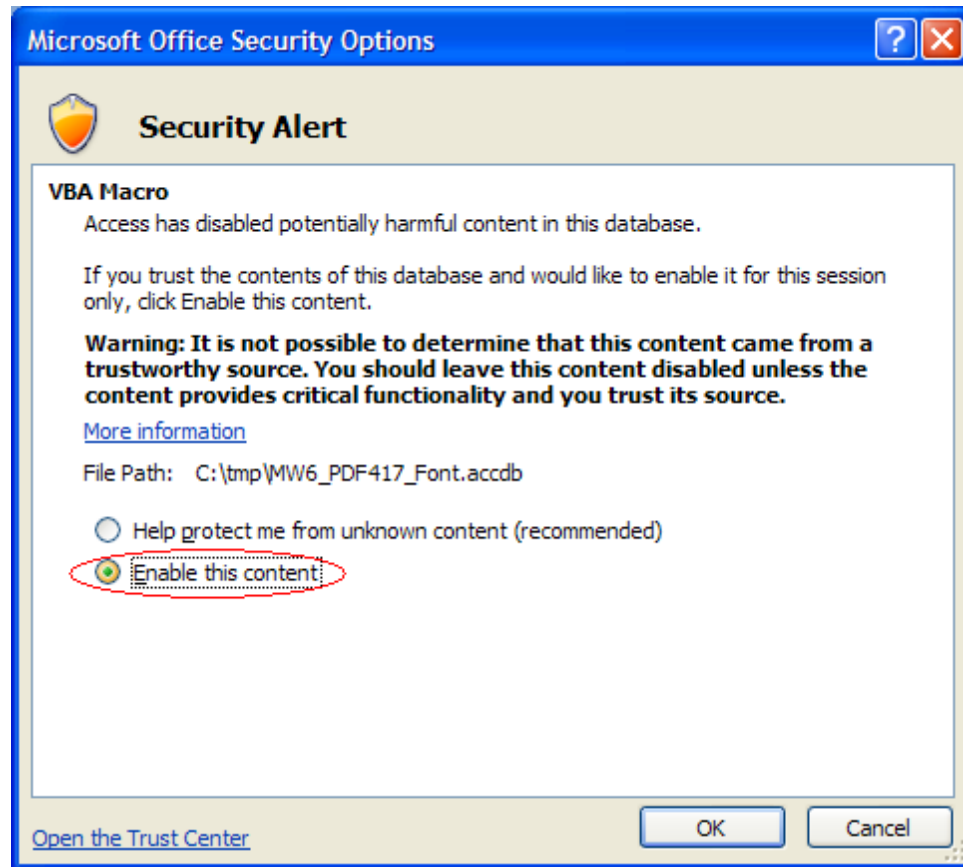 Microsoft Office Security Options
Security Alert
VBA Macro
Access has disabled potentially harmful content in this database.
If you trust the contents of this database and would like to enable it for this session
only, click Enable this content.
Warning: It is not possible to determine that this content came from a
trustworthy source. You should leave this content disabled unless the
content provides critical functionality and you trust its source.
More information
File Path: C:\tmp\MW6_PDF417_Font.accdb
Help protect me from unknown content (recommended)
Enable this content
Open the Trust Center
OK
Cancel